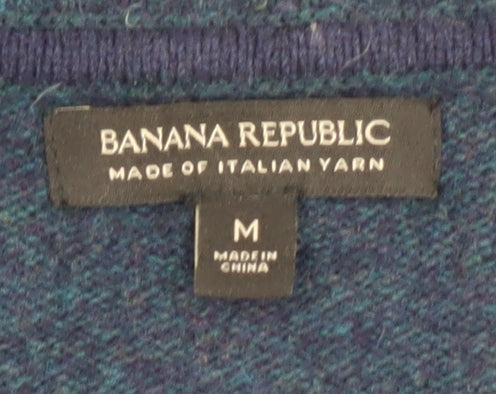 BANANA REPUBLIC
MADE OF ITALIAN YARN
M
MADE IN
CHINA